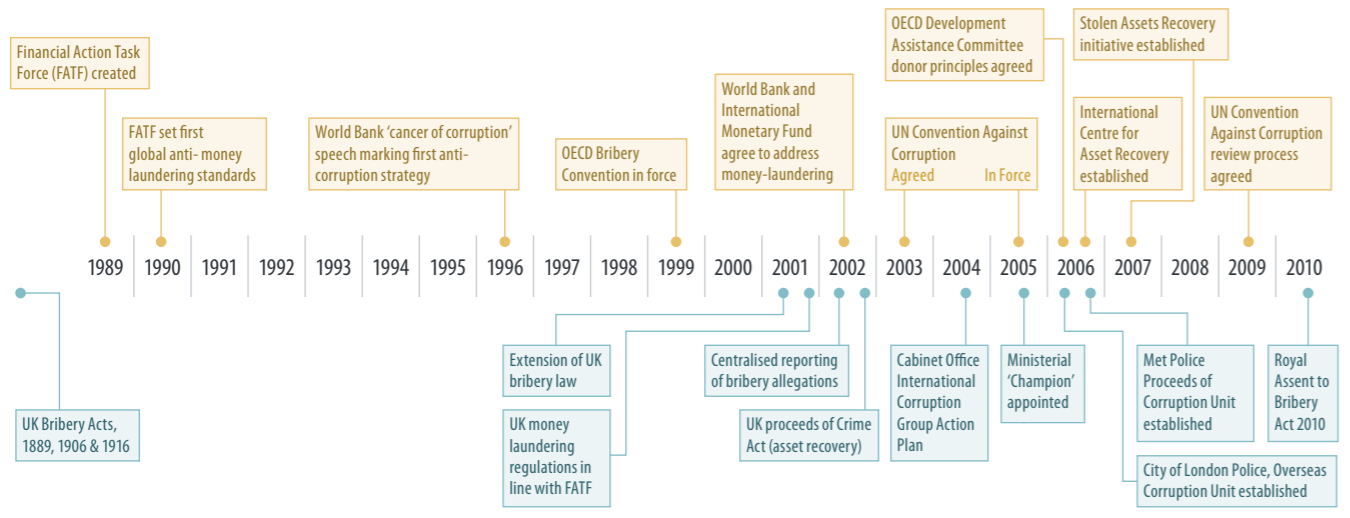 Financial Action Task
Force (FATF) created
FATF set first
global anti- money
laundering standards
World Bank ‘cancer of corruption’
speech marking first anti-
corruption strategy
OECD Bribery
Convention in force
World Bank and
International
Monetary Fund
agree to address
money-laundering
UN Convention Against
Corruption
Agreed In Force
OECD Development
Assistance Committee
donor principles agreed
International
Centre for
Asset Recovery
established
Stolen Assets Recovery
initiative established
UN Convention
Against Corruption
review process
agreed
1989 1990 1991 1992 1993 1994 1995 1996 1997 1998 1999 2000 2001 2002 2003 2004 2005 2006 2007 2008 2009 2010
UK Bribery Acts,
1889, 1906 & 1916
Extension of UK
bribery law
UK money
laundering
regulations in
line with FATF
Centralised reporting
of bribery allegations
UK proceeds of Crime
Act (asset recovery)
Cabinet Office
International
Corruption
Group Action
Plan
Ministerial
‘Champion’
appointed
City of London Police, Overseas
Corruption Unit established
Met Police
Proceeds of
Corruption Unit
established
Royal
Assent to
Bribery
Act 2010